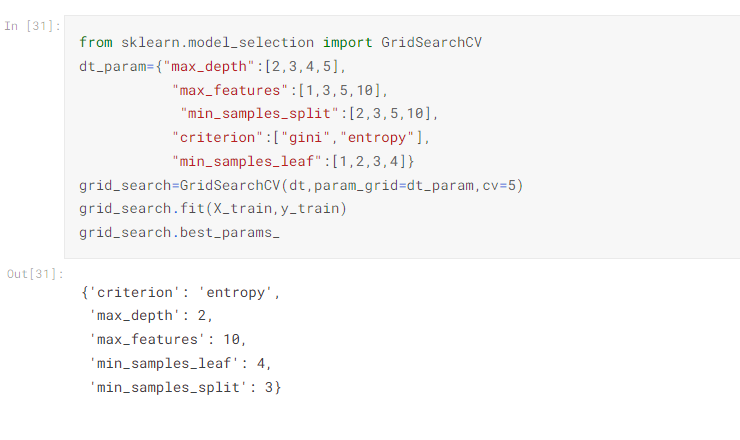 In [31]:
from sklearn.model_selection import GridSearchCV
dt_param={"max_depth":[2,3,4,5],
"max_features":[1,3,5,10],
"min_samples_split":[2,3,5,10],
"criterion":["gini","entropy"],
"min_samples_leaf":[1,2,3,4]}
grid_search=GridSearchCV(dt,param_grid=dt_param,cv=5)
grid_search.fit(X_train,y_train)
grid_search.best_params_
Out[31]:
{'criterion': 'entropy',
'max_depth': 2,
'max_features': 10,
'min_samples_leaf': 4,
'min_samples_split': 3}